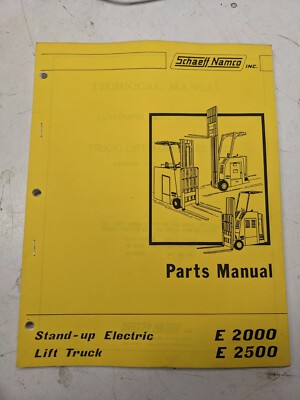 Schaeff Namco INC.
Parts Manual
Stand-up Electric E 2000
Lift Truck E 2500